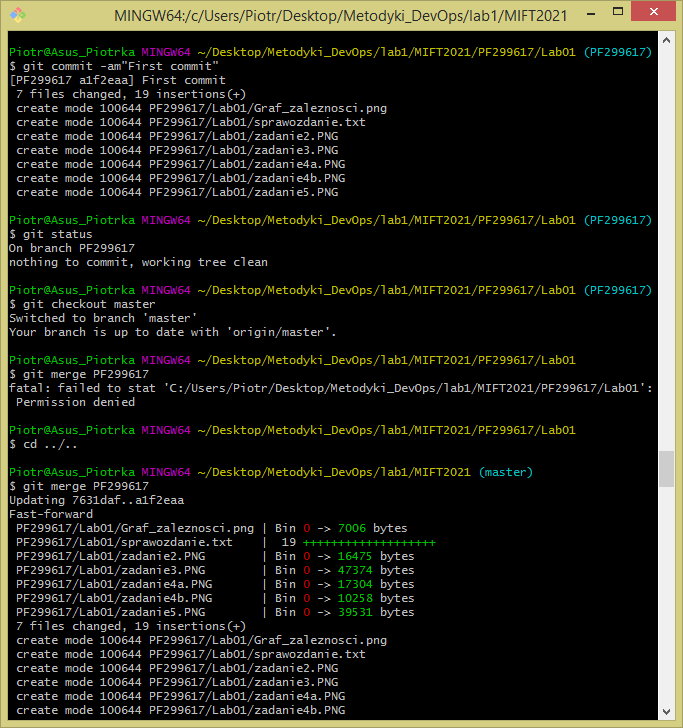 MINGW64:/c/Users/Piotr/Desktop/Metodyki_DevOps/lab1/MIFT2021
Piotr@Asus_Piotrka MINGW64 ~/Desktop/Metodyki_DevOps/lab1/MIFT2021/PF299617/Lab01 (PF299617)
$ git commit -am"First commit"
[PF299617 a1f2eaa] First commit
 7 files changed, 19 insertions(+)
 create mode 100644 PF299617/Lab01/Graf_zaleznosci.png
 create mode 100644 PF299617/Lab01/sprawozdanie.txt
 create mode 100644 PF299617/Lab01/zadanie2.PNG
 create mode 100644 PF299617/Lab01/zadanie3.PNG
 create mode 100644 PF299617/Lab01/zadanie4a.PNG
 create mode 100644 PF299617/Lab01/zadanie4b.PNG
 create mode 100644 PF299617/Lab01/zadanie5.PNG
Piotr@Asus_Piotrka MINGW64 ~/Desktop/Metodyki_DevOps/lab1/MIFT2021/PF299617/Lab01 (PF299617)
$ git status
On branch PF299617
nothing to commit, working tree clean
Piotr@Asus_Piotrka MINGW64 ~/Desktop/Metodyki_DevOps/lab1/MIFT2021/PF299617/Lab01 (PF299617)
$ git checkout master
Switched to branch 'master'
Your branch is up to date with 'origin/master'.
Piotr@Asus_Piotrka MINGW64 ~/Desktop/Metodyki_DevOps/lab1/MIFT2021/PF299617/Lab01
$ git merge PF299617
fatal: failed to stat 'C:/Users/Piotr/Desktop/Metodyki_DevOps/lab1/MIFT2021/PF299617/Lab01':
 Permission denied
Piotr@Asus_Piotrka MINGW64 ~/Desktop/Metodyki_DevOps/lab1/MIFT2021/PF299617/Lab01
$ cd ../..
Piotr@Asus_Piotrka MINGW64 ~/Desktop/Metodyki_DevOps/lab1/MIFT2021 (master)
$ git merge PF299617
Updating 7631daf..a1f2eaa
Fast-forward
 PF299617/Lab01/Graf_zaleznosci.png | Bin 0 -> 7006 bytes
 PF299617/Lab01/sprawozdanie.txt    |  19 +++++++++++++++++++
 PF299617/Lab01/zadanie2.PNG        | Bin 0 -> 16475 bytes
 PF299617/Lab01/zadanie3.PNG        | Bin 0 -> 47374 bytes
 PF299617/Lab01/zadanie4a.PNG       | Bin 0 -> 17304 bytes
 PF299617/Lab01/zadanie4b.PNG       | Bin 0 -> 10258 bytes
 PF299617/Lab01/zadanie5.PNG        | Bin 0 -> 39531 bytes
 7 files changed, 19 insertions(+)
 create mode 100644 PF299617/Lab01/Graf_zaleznosci.png
 create mode 100644 PF299617/Lab01/sprawozdanie.txt
 create mode 100644 PF299617/Lab01/zadanie2.PNG
 create mode 100644 PF299617/Lab01/zadanie3.PNG
 create mode 100644 PF299617/Lab01/zadanie4a.PNG
 create mode 100644 PF299617/Lab01/zadanie4b.PNG